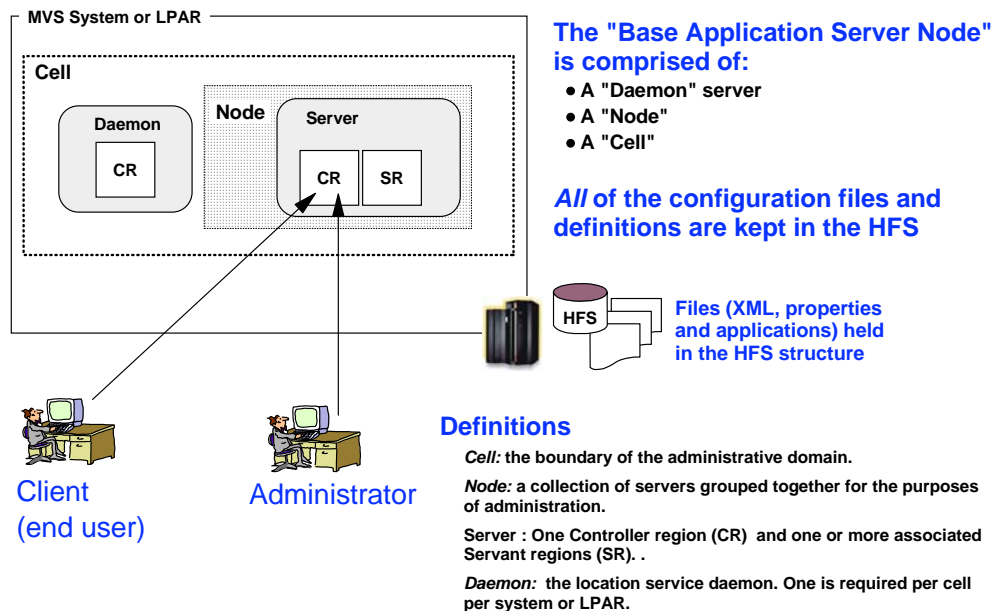 MVS System or LPAR
Cell
Daemon
CR
Node
Server
CR
SR
The "Base Application Server Node"
is comprised of:
● A "Daemon" server
● A "Node"
● A "Cell"
All of the configuration files and
definitions are kept in the HFS
HFS
Files (XML, properties
and applications) held
in the HFS structure
Client
(end user)
Administrator
Definitions
Cell: the boundary of the administrative domain.
Node: a collection of servers grouped together for the purposes
of administration.
Server : One Controller region (CR) and one or more associated
Servant regions (SR). .
Daemon: the location service daemon. One is required per cell
per system or LPAR.